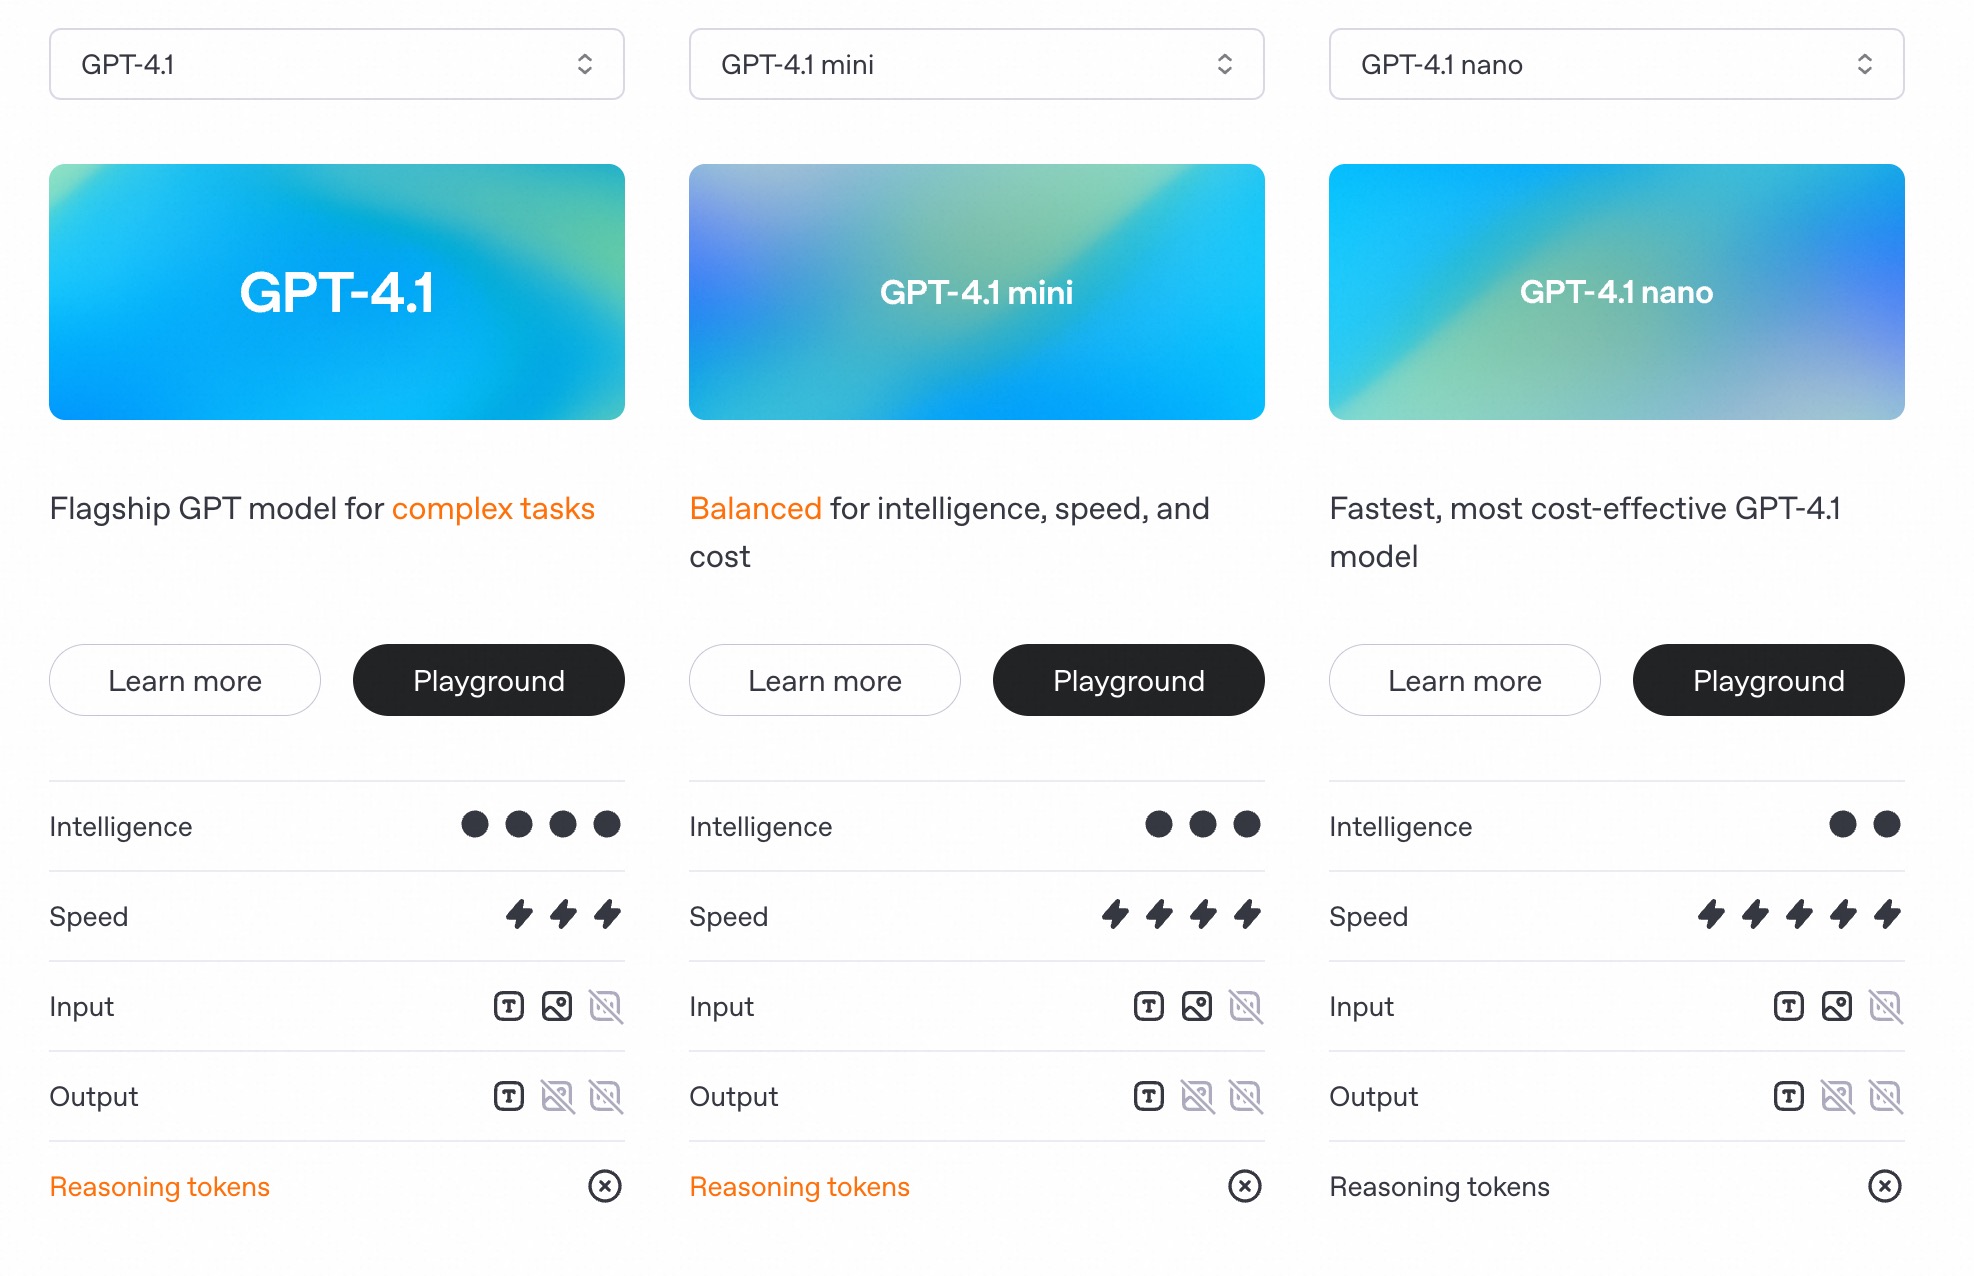 GPT-4.1
GPT-4.1 mini
GPT-4.1 nano
GPT-4.1
GPT-4.1 mini
GPT-4.1 nano
Flagship GPT model for complex tasks
Balanced for intelligence, speed, and
cost
Fastest, most cost-effective GPT-4.1
model
Learn more
Playground
Learn more
Playground
Learn more
Playground
Intelligence
Intelligence
Intelligence
Speed
Speed
Speed
Input
T
Input
T
Input
T
Output
T
Output
T
Output
T
Reasoning tokens
Reasoning tokens
Reasoning tokens